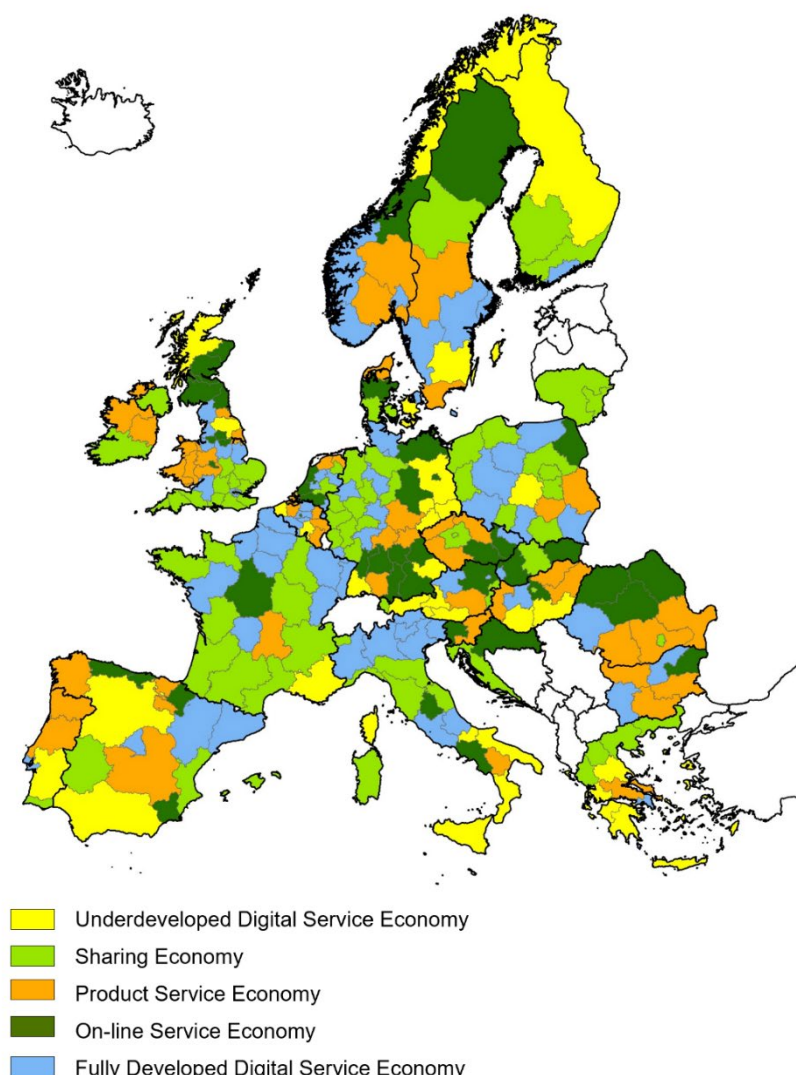 Underdeveloped Digital Service Economy
Sharing Economy
Product Service Economy
On-line Service Economy
Fully Developed Digital Service Economy